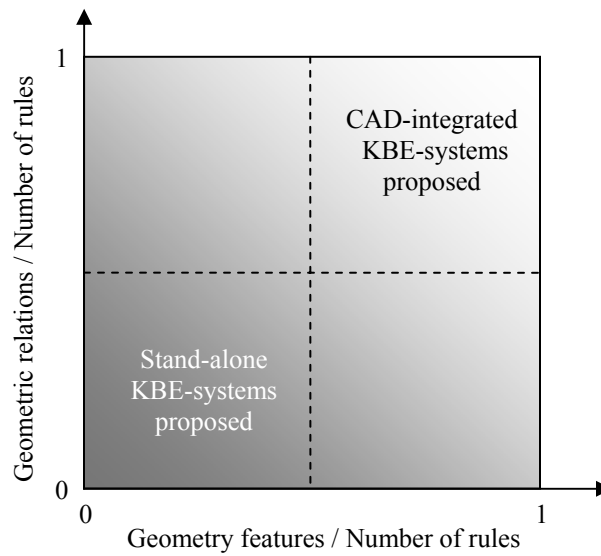 Geometric relations / Number of rules
1
CAD-integrated
KBE-systems
proposed
Stand-alone
KBE-systems
proposed
0
0
1
Geometry features / Number of rules